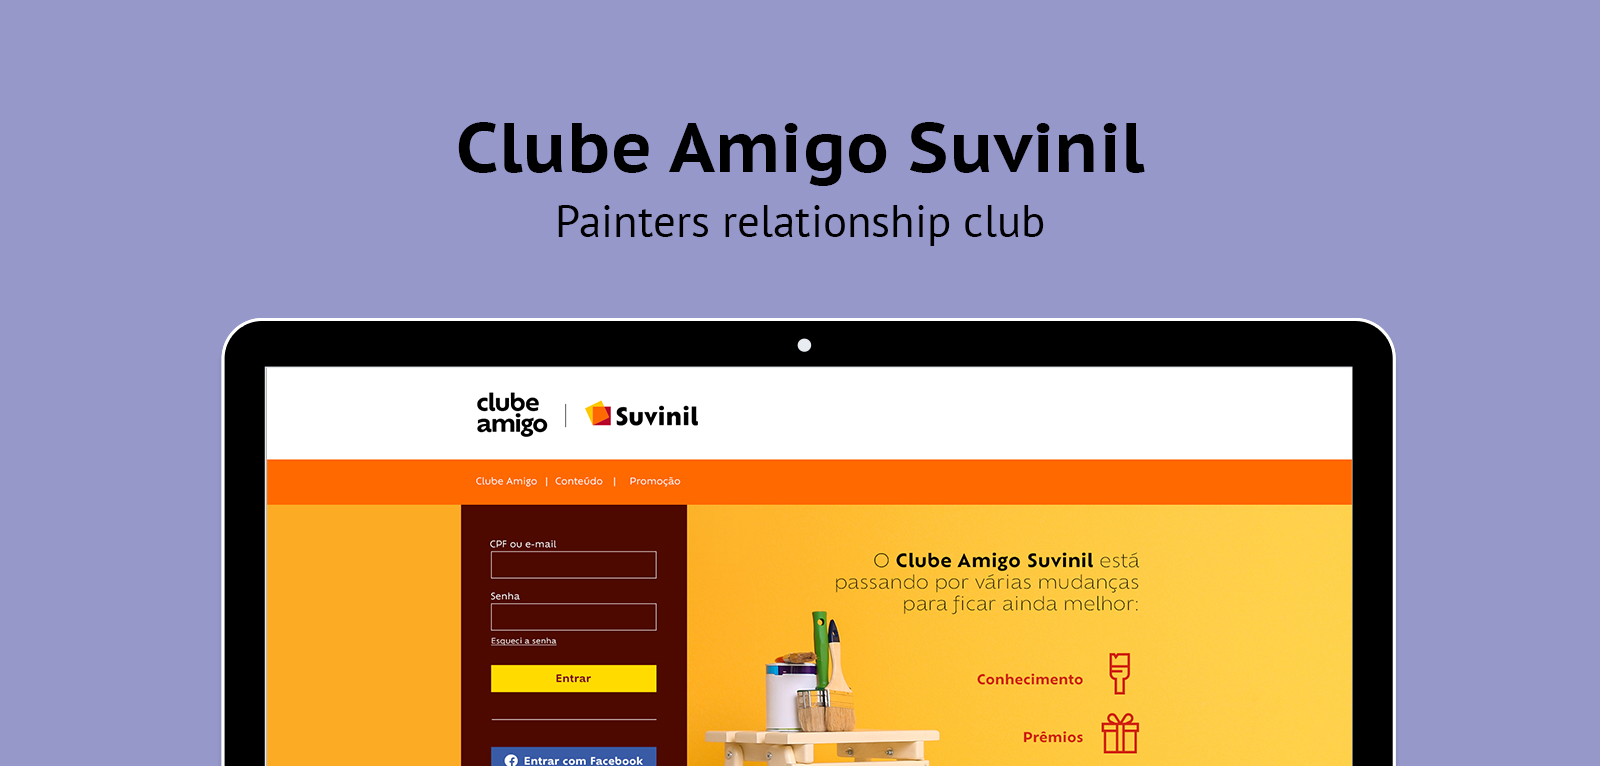 Clube Amigo Suvinil
Painters relationship club
clube
amigo
Suvinil
Clube Amigo | Conteúdo | Promoção
CPF ou e-mail
Senha
Esqueci a senha
Entrar
Entrar com Facebook
O Clube Amigo Suvinil está
passando por várias mudanças
para ficar ainda melhor:
Conhecimento
Prêmios